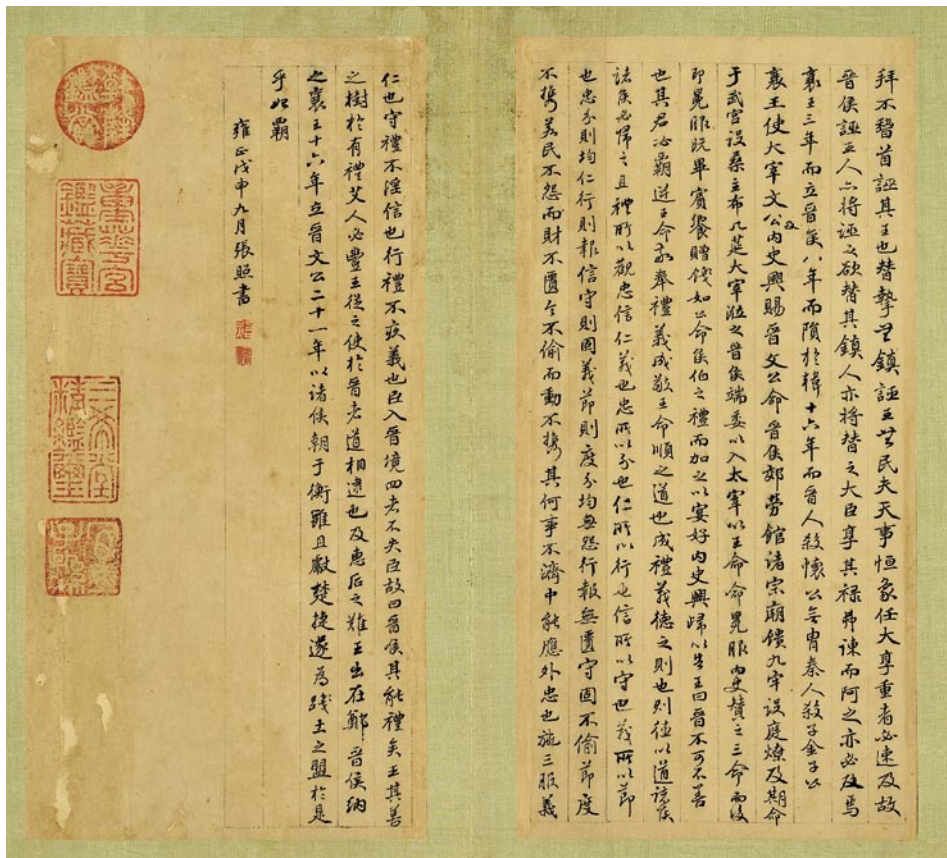 拜不稽首誣其王也替摯無鎮誣王無民夫天事恒象任大享重者必速及故
晉侯誣王人亦將誣之欲替其鎮人亦將替之大臣享其祿弗諫而阿之亦必及焉
襄王三年而立晉侯八年而隕於韓十六年而晉人殺懷公無胄秦人殺子金子公
襄王使大宰文公及內史興賜晉文公命晉侯郊勞館諸宗廟饋九牢設庭燎及期命
于武宮設桑主布几筵大宰涖之晉侯端委以入太宰以王命命冕服內史贊之三命而後
即冕服既畢賓饗贈餞如公命侯伯之禮而加之以宴好內史興歸以告王曰晉不可不善
也其君必霸逆王命敬奉禮義成敬王命順之道也成禮義德之則也則德以道諸侯
諸侯必歸之且禮所以觀忠信仁義也忠所以分也仁所以行也信所以守也義所以節
也忠分則均仁行則報信守則固義節則度分均無怨行報無匱守固不偷節度
不攜若民不怨而財不匱令不偷而動不攜其何事不濟中能應外忠也施三服義
仁也守禮不淫信也行禮不疚義也臣入晉境四者不失臣故曰晉侯其能禮矣王其善
之樹於有禮艾人必豐王從之使於晉者道相逮也及惠后之難王出在鄭晉侯納
之襄王十六年立晉文公二十一年以諸侯朝于衡雍且獻楚捷遂為踐土之盟於是
乎始霸
雍正戊申九月張照書
乾隆鑑賞
重華宮鑑藏寶
三希堂精鑑璽
宜子孫